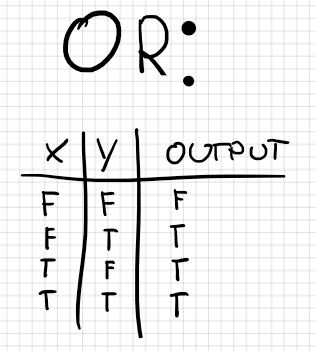 OR:
X Y OUTPUT
F F F
F T T
T F T
T T T